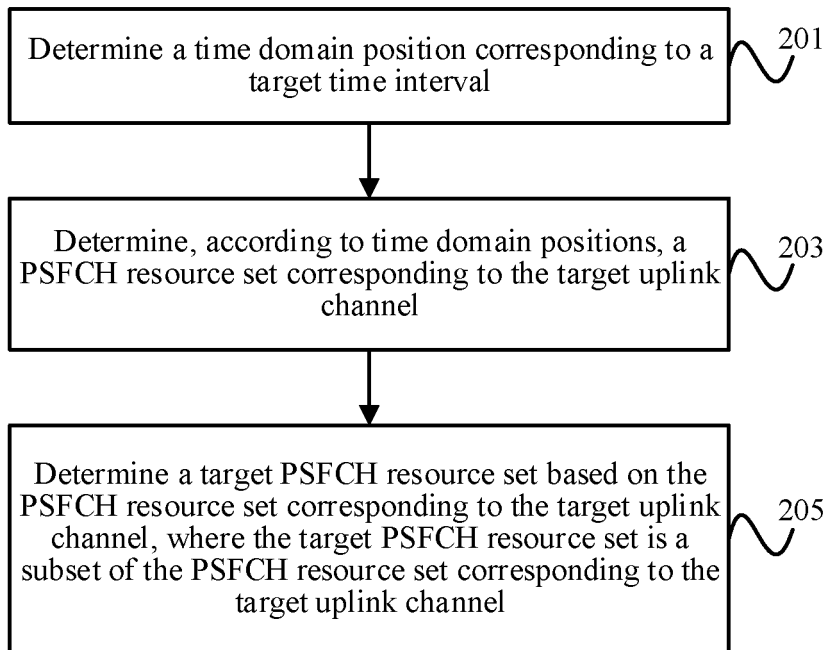 Determine a time domain position corresponding to a
target time interval
201
Determine, according to time domain positions, a
PSFCH resource set corresponding to the target uplink
channel
203
Determine a target PSFCH resource set based on the
PSFCH resource set corresponding to the target uplink
channel, where the target PSFCH resource set is a
subset of the PSFCH resource set corresponding to the
target uplink channel
205